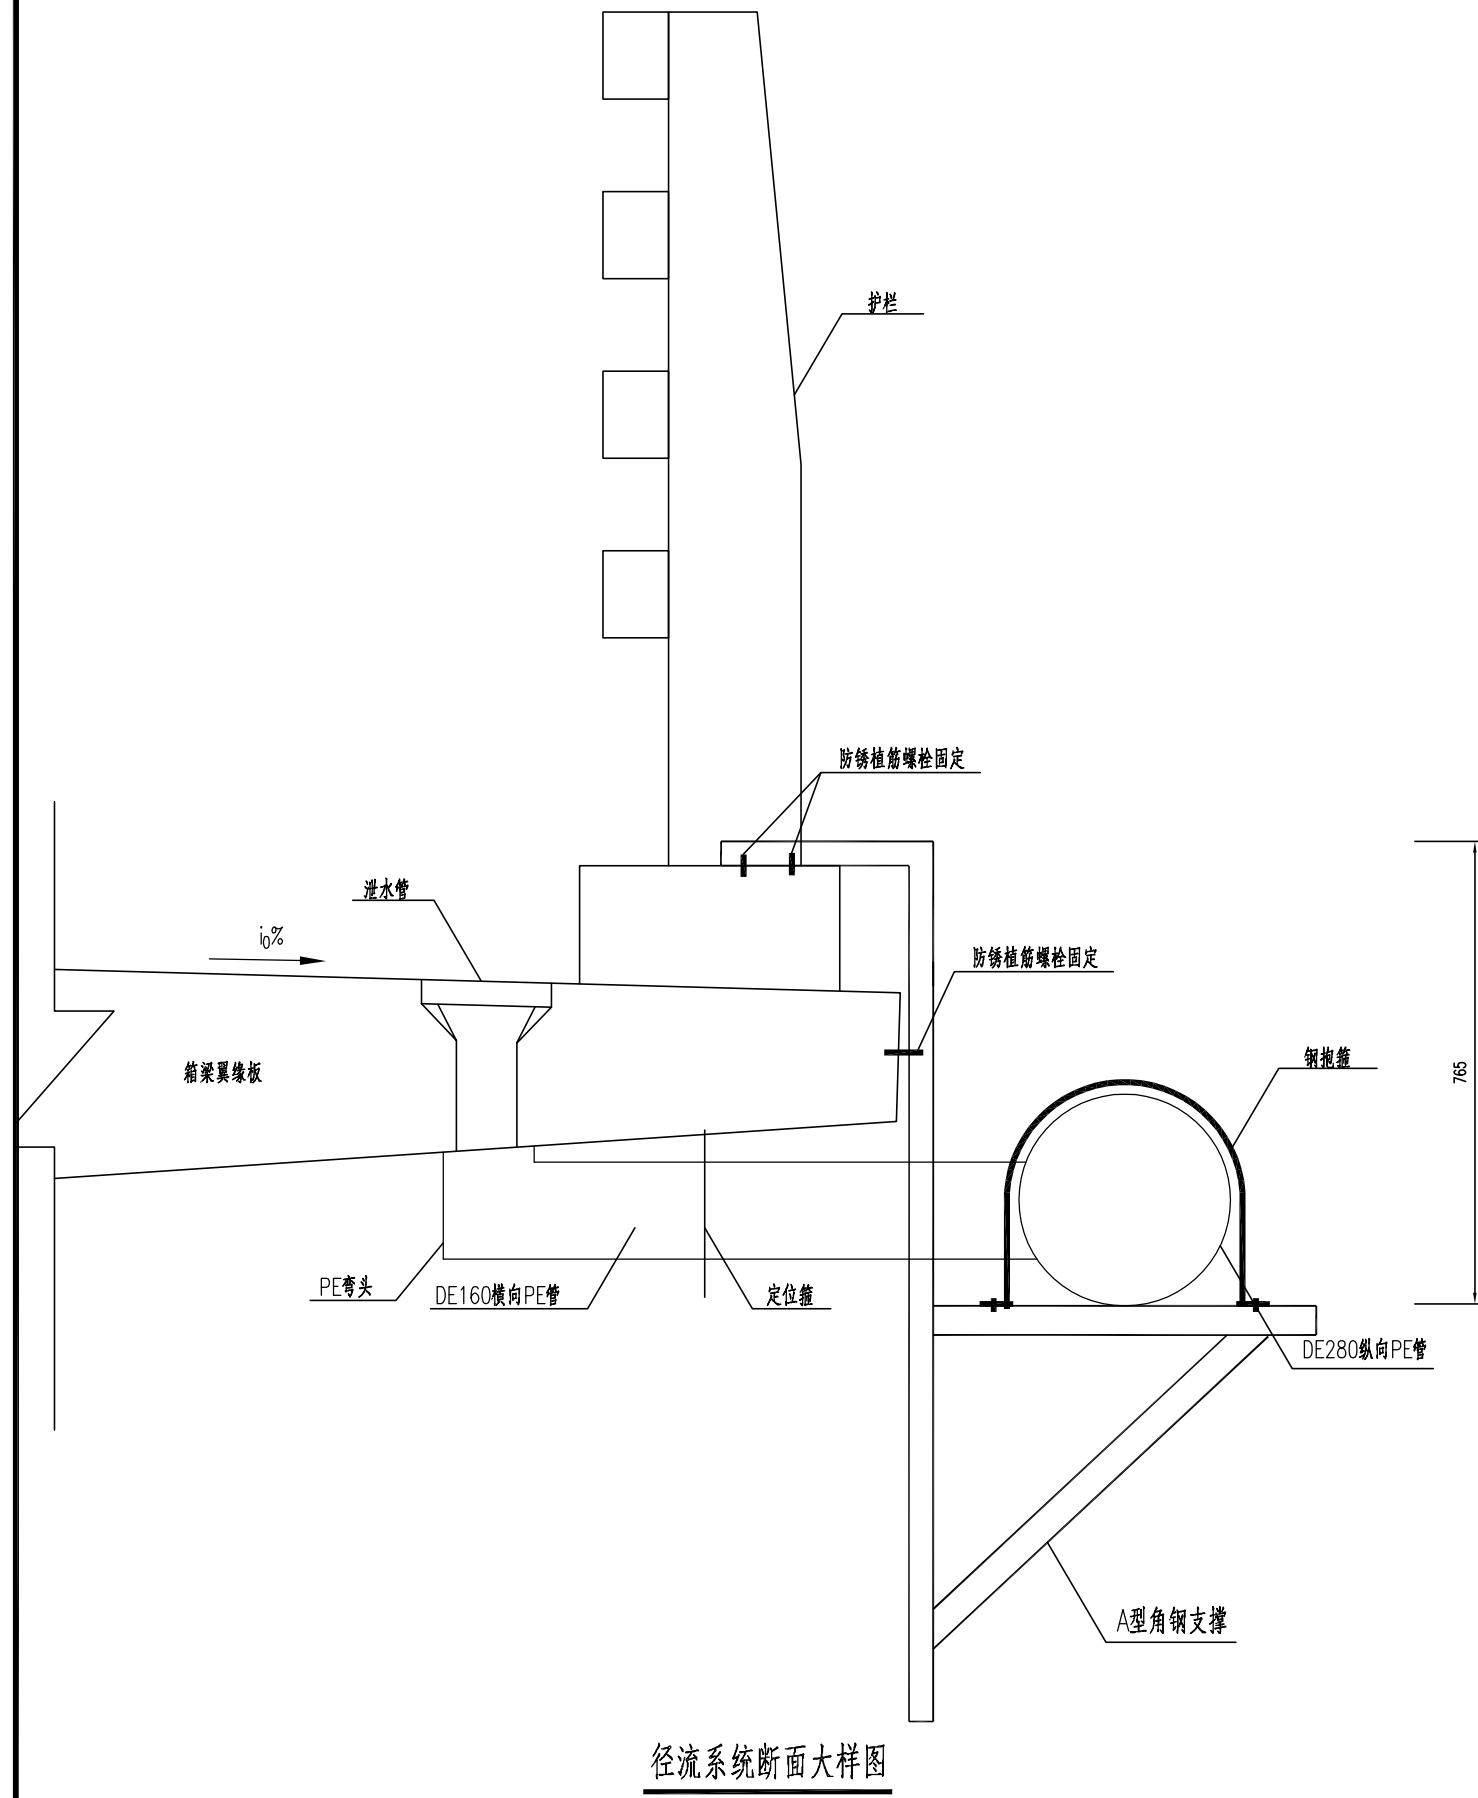 护栏
防锈植筋螺栓固定
泄水管
i0%
防锈植筋螺栓固定
箱梁翼缘板
钢抱箍
765
PE弯头
DE160横向PE管
定位箍
DE280纵向PE管
A型角钢支撑
径流系统断面大样图